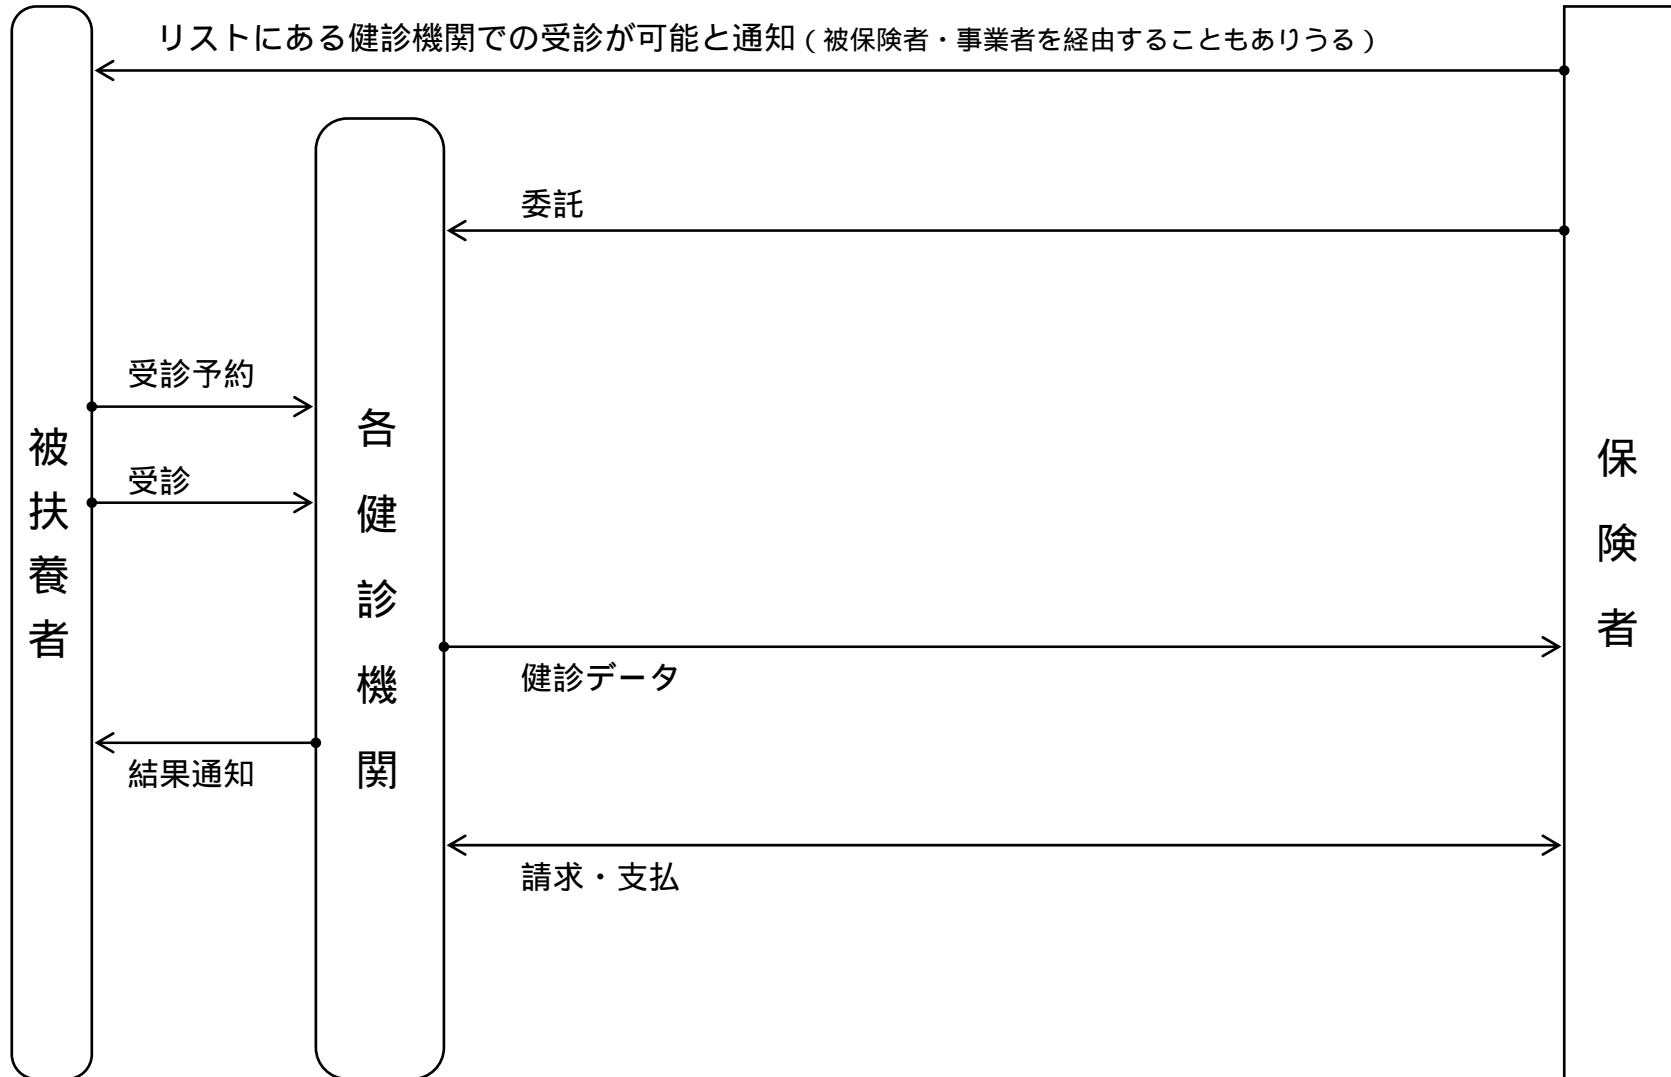 リストにある健診機関での受診が可能と通知（被保険者・事業者を経由することもありうる）
委託
受診予約
受診
被扶養者
各健診機関
保険者
健診データ
結果通知
請求・支払